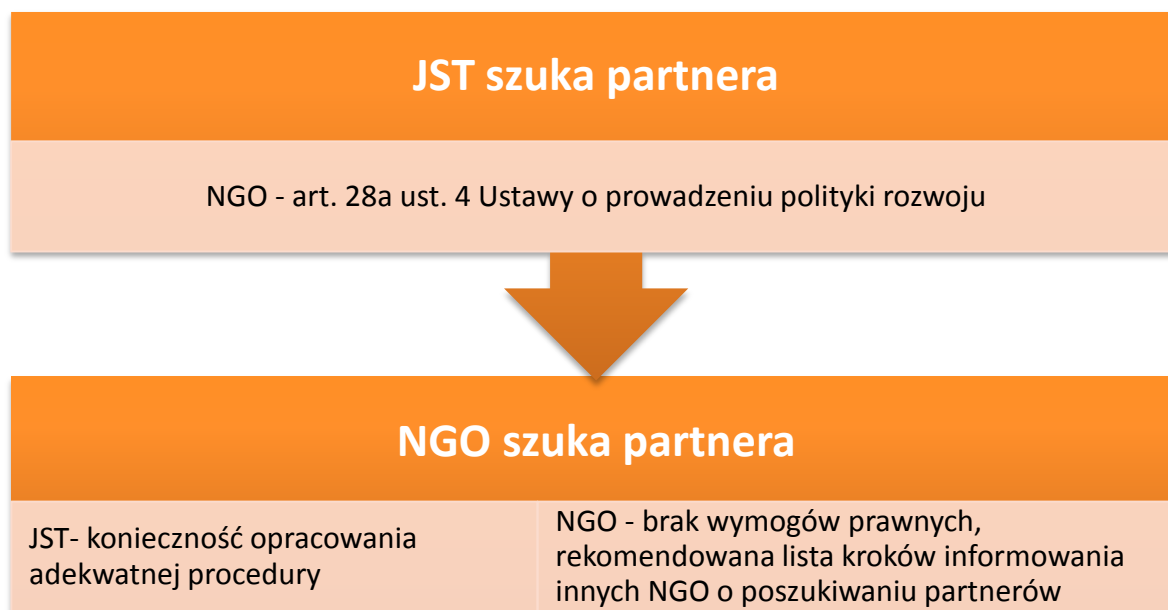 JST szuka partnera
NGO - art. 28a ust. 4 Ustawy o prowadzeniu polityki rozwoju
NGO szuka partnera
JST- konieczność opracowania
adekwatnej procedury
NGO - brak wymogów prawnych,
rekomendowana lista kroków informowania
innych NGO o poszukiwaniu partnerów